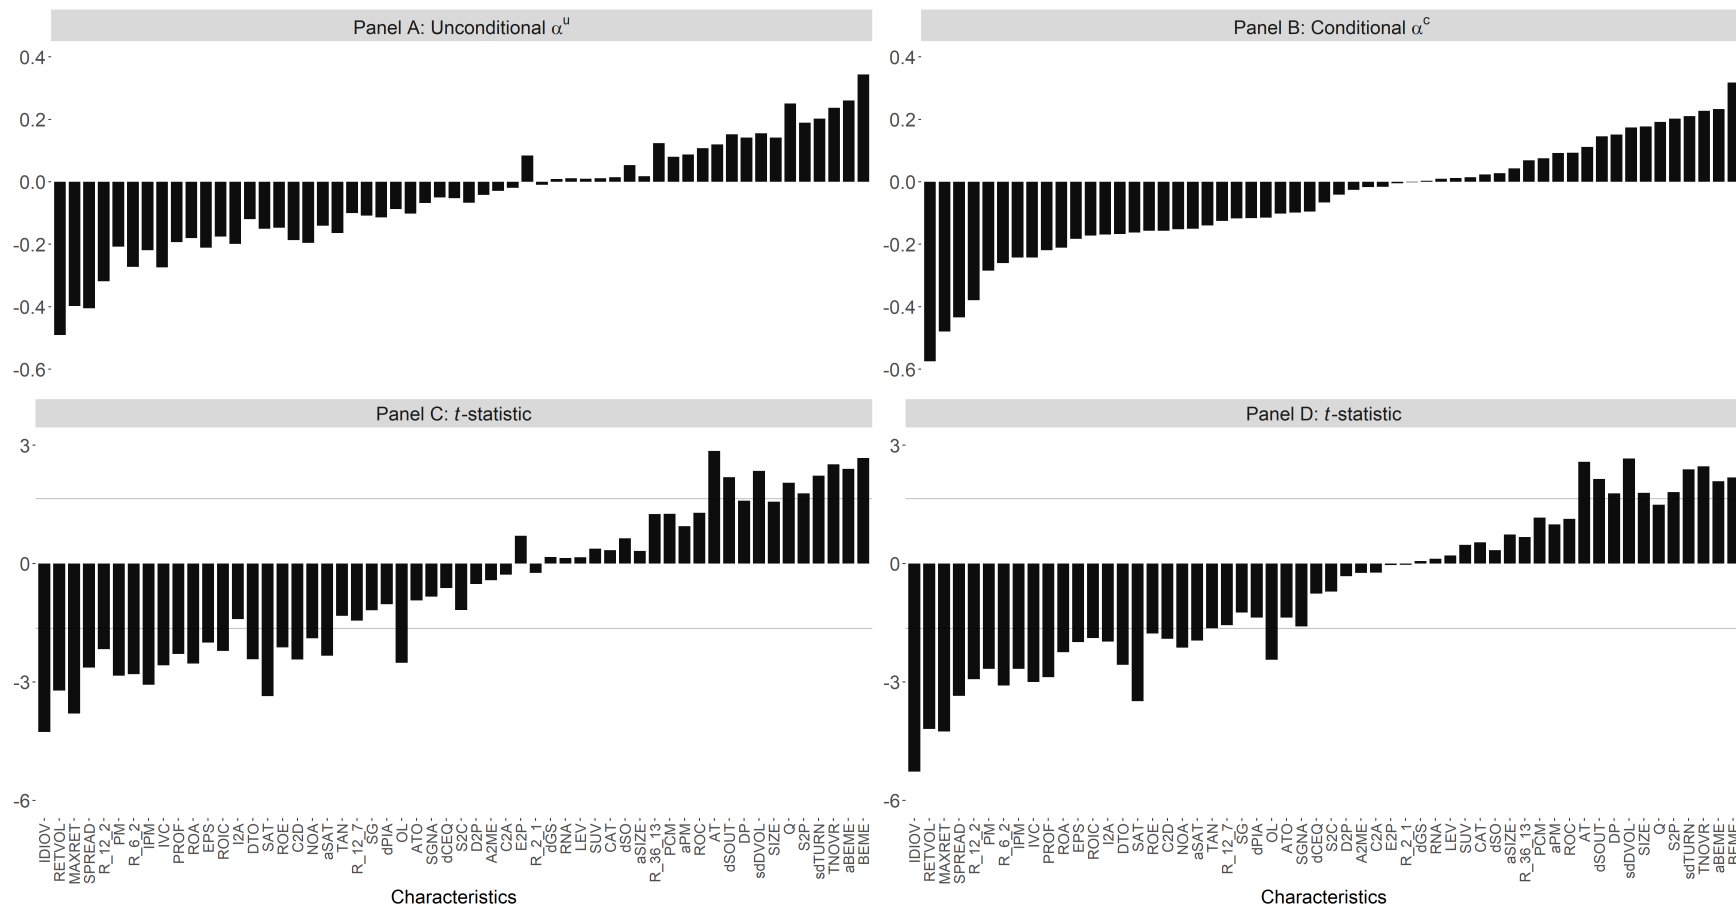 Panel A: Unconditional αᵘ
Panel B: Conditional αᶜ
0.4
0.2
0.0
-0.2
-0.4
-0.6
0.4
0.2
0.0
-0.2
-0.4
-0.6
Panel C: t-statistic
Panel D: t-statistic
3
0
-3
-6
3
0
-3
-6
IDIOV
RETVOL
MAXRET
SPREAD
R_12_2
PM
R_6_2
IPM
IVC
PROF
ROA
EPS
ROIC
I2A
DTO
SAT
ROE
C2D
NOA
aSAT
TAN
R_12_7
SG
dPIA
OL
ATO
SGNA
dCEQ
S2C
D2P
A2ME
C2A
E2P
R_2_1
dGS
RNA
LEV
SUV
CAT
dSO
aSIZE
R_36_13
PCM
aPM
ROC
AT
dSOUT
DP
sdDVOL
SIZE
Q
S2P
sdTURN
TNOVR
aBEME
BEME
IDIOV
RETVOL
MAXRET
SPREAD
R_12_2
PM
R_6_2
IPM
IVC
PROF
ROA
EPS
ROIC
I2A
DTO
SAT
ROE
C2D
NOA
aSAT
TAN
R_12_7
SG
dPIA
OL
ATO
SGNA
dCEQ
S2C
D2P
A2ME
C2A
E2P
R_2_1
dGS
RNA
LEV
SUV
CAT
dSO
aSIZE
R_36_13
PCM
aPM
ROC
AT
dSOUT
DP
sdDVOL
SIZE
Q
S2P
sdTURN
TNOVR
aBEME
BEME
Characteristics
Characteristics